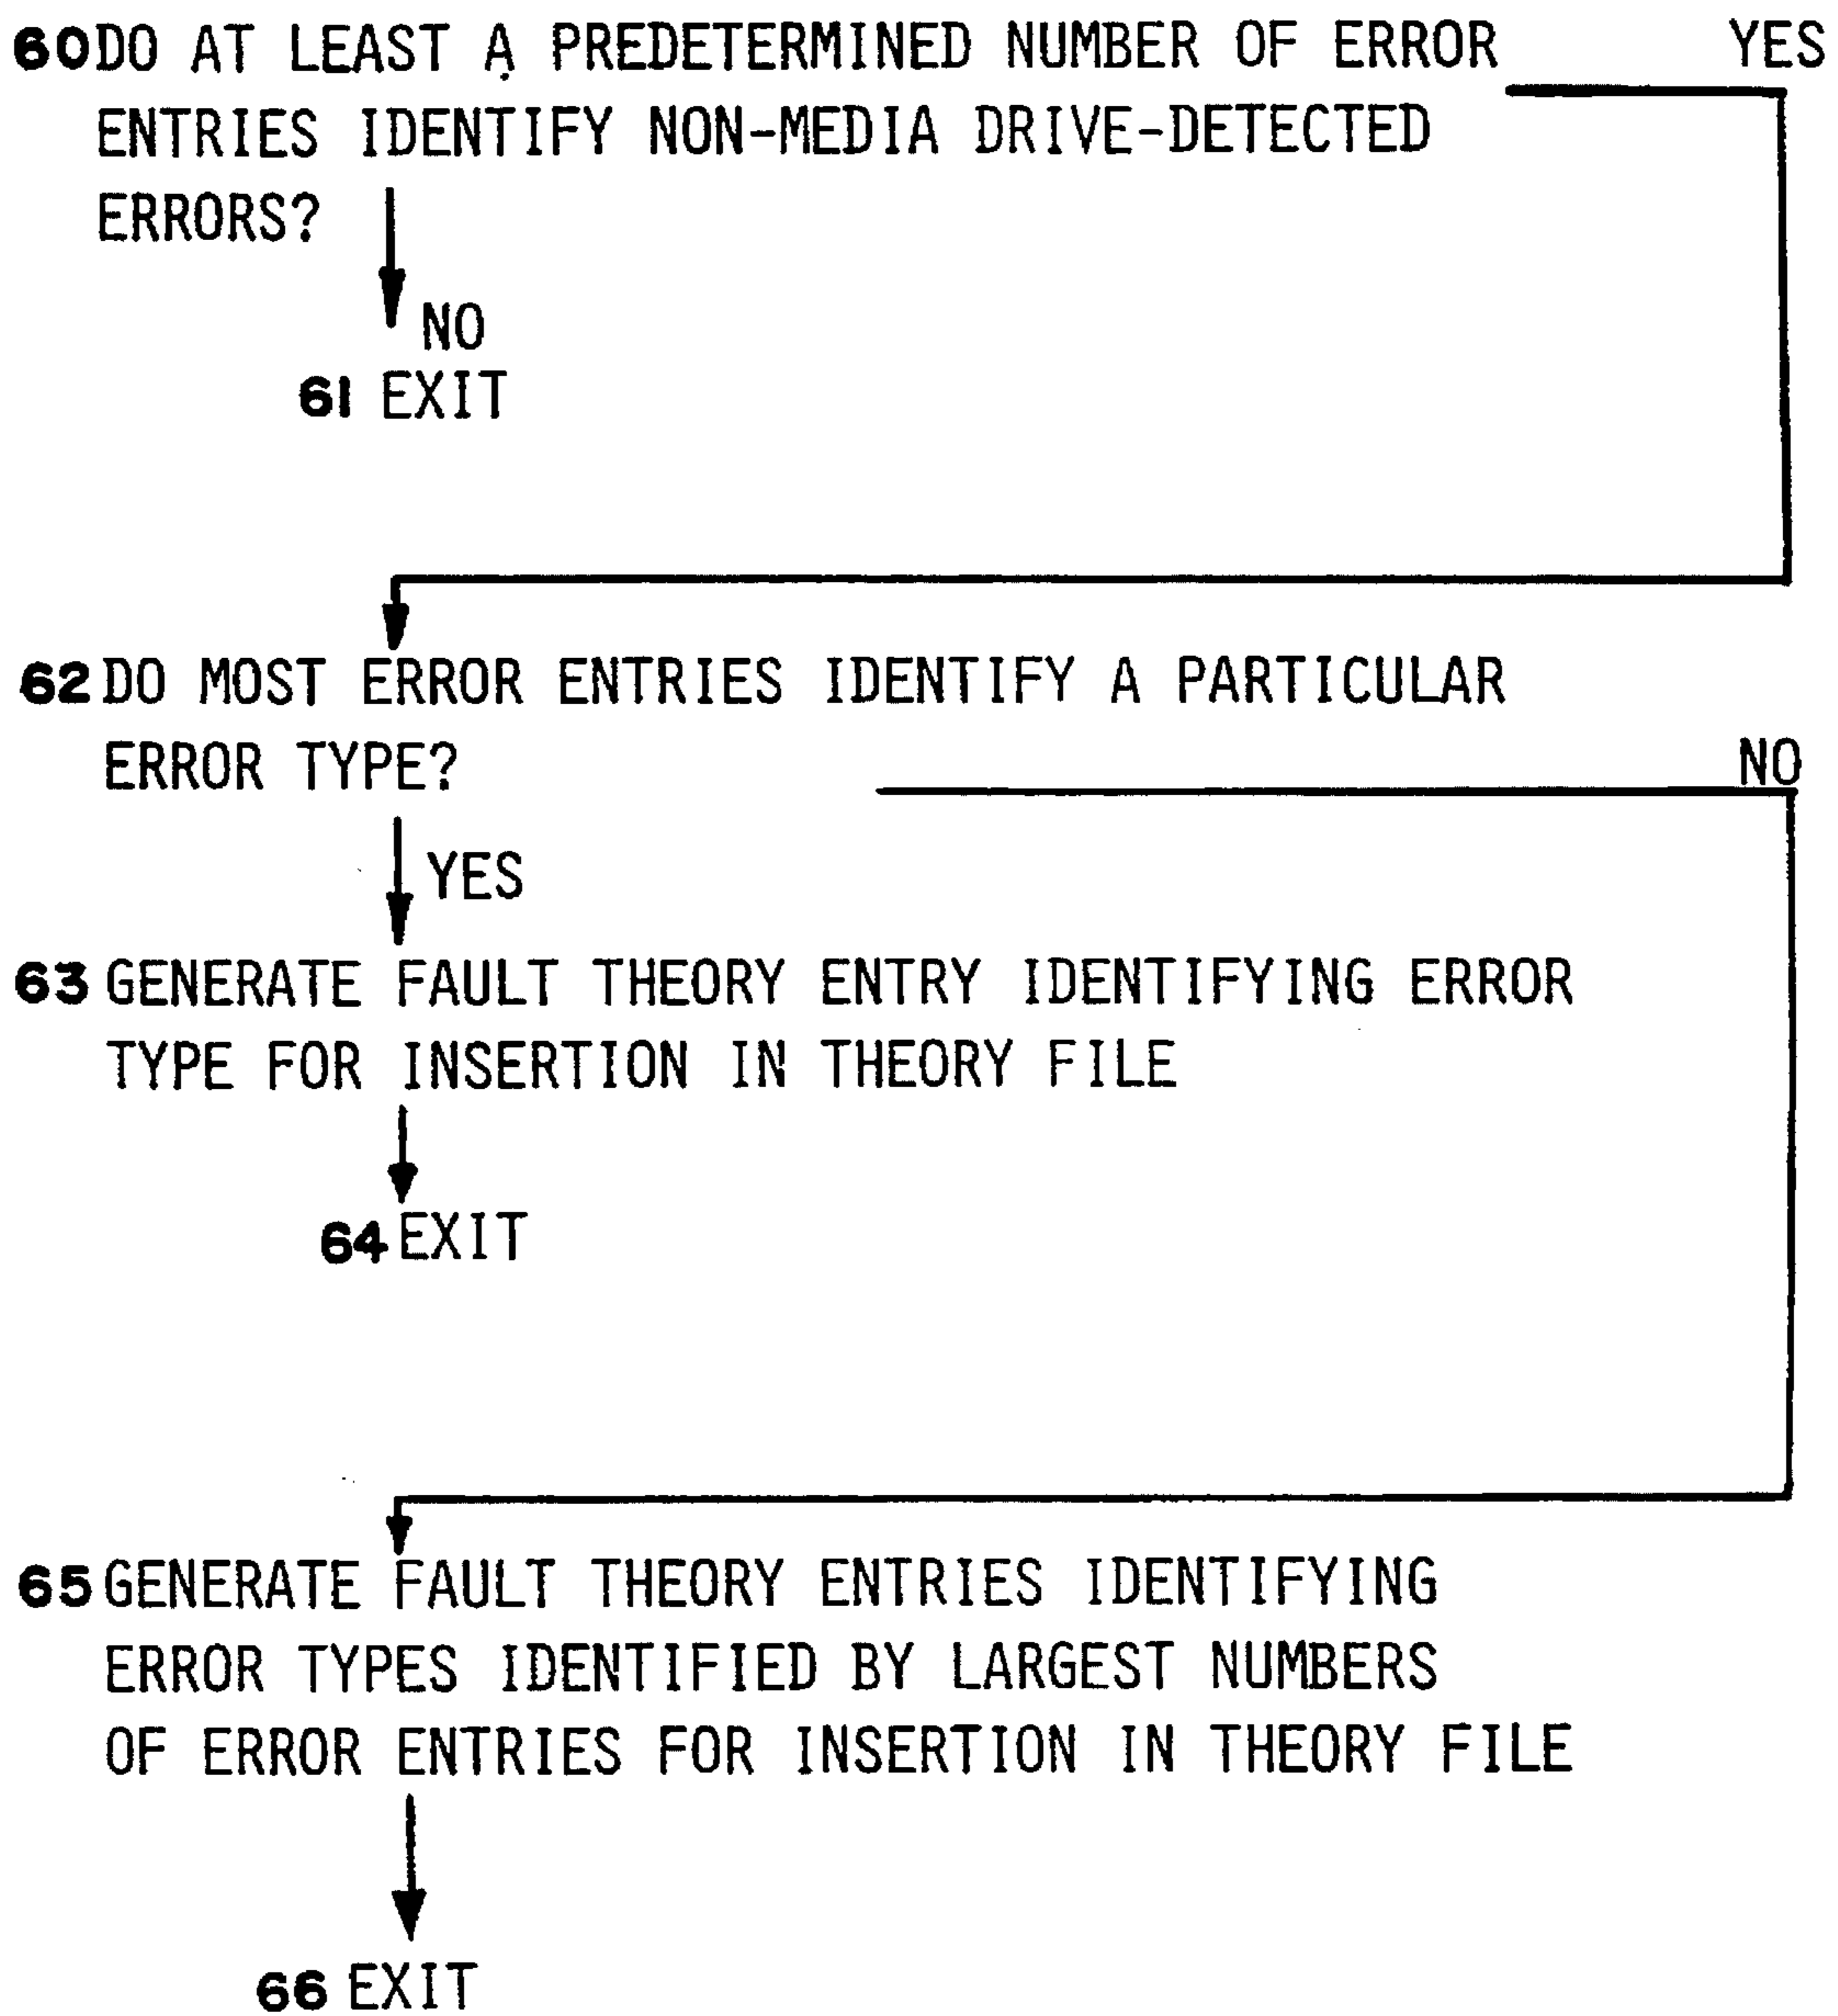 60 DO AT LEAST A PREDETERMINED NUMBER OF ERROR YES
ENTRIES IDENTIFY NON-MEDIA DRIVE-DETECTED
ERRORS?
NO
61 EXIT
62 DO MOST ERROR ENTRIES IDENTIFY A PARTICULAR
ERROR TYPE? NO
YES
63 GENERATE FAULT THEORY ENTRY IDENTIFYING ERROR
TYPE FOR INSERTION IN THEORY FILE
64 EXIT
65 GENERATE FAULT THEORY ENTRIES IDENTIFYING
ERROR TYPES IDENTIFIED BY LARGEST NUMBERS
OF ERROR ENTRIES FOR INSERTION IN THEORY FILE
66 EXIT